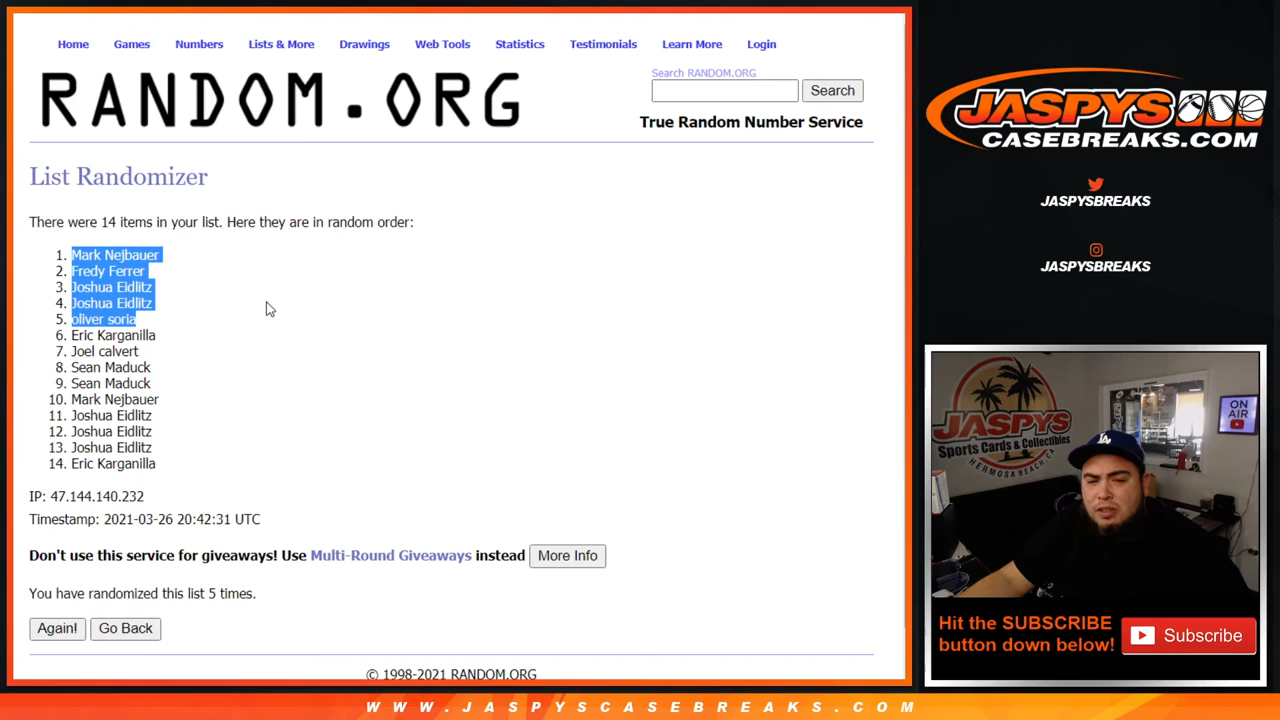 Home Games Numbers Lists & More Drawings Web Tools Statistics Testimonials Learn More Login
RANDOM.ORG
Search RANDOM.ORG
Search
True Random Number Service
List Randomizer
There were 14 items in your list. Here they are in random order:
1. Mark Nejbauer
2. Fredy Ferrer
3. Joshua Eidlitz
4. Joshua Eidlitz
5. oliver soria
6. Eric Karganilla
7. Joel calvert
8. Sean Maduck
9. Sean Maduck
10. Mark Nejbauer
11. Joshua Eidlitz
12. Joshua Eidlitz
13. Joshua Eidlitz
14. Eric Karganilla
IP: 47.144.140.232
Timestamp: 2021-03-26 20:42:31 UTC
Don't use this service for giveaways! Use Multi-Round Giveaways instead More Info
You have randomized this list 5 times.
Again! Go Back
© 1998-2021 RANDOM.ORG
JASPYS
CASEBREAKS.COM
JASPYSBREAKS
JASPYSBREAKS
JASPYS
Sports Cards & Collectibles
HERMOSA BEACH, CA
ON
AIR
LA
Hit the SUBSCRIBE
button down below!
Subscribe
WWW.JASPYSCASEBREAKS.COM